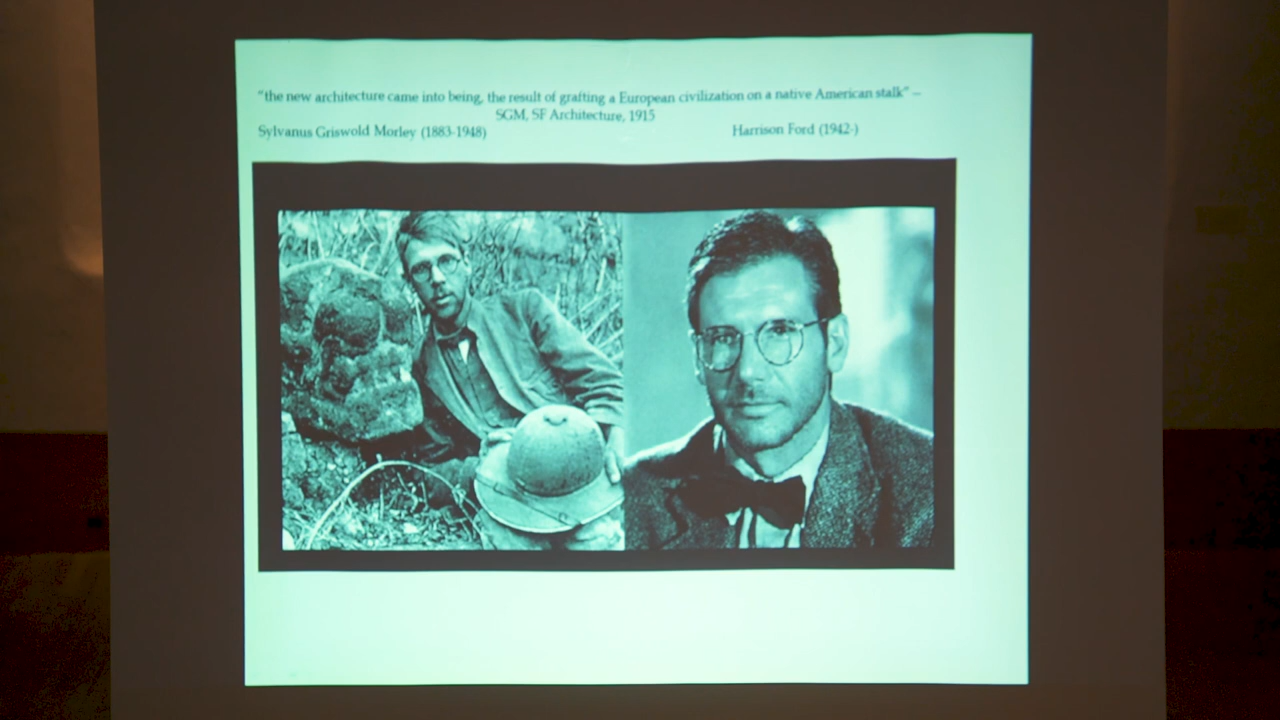 "the new architecture came into being, the result of grafting a European civilization on a native American stalk" –
SGM, SF Architecture, 1915
Sylvanus Griswold Morley (1883-1948)
Harrison Ford (1942-)